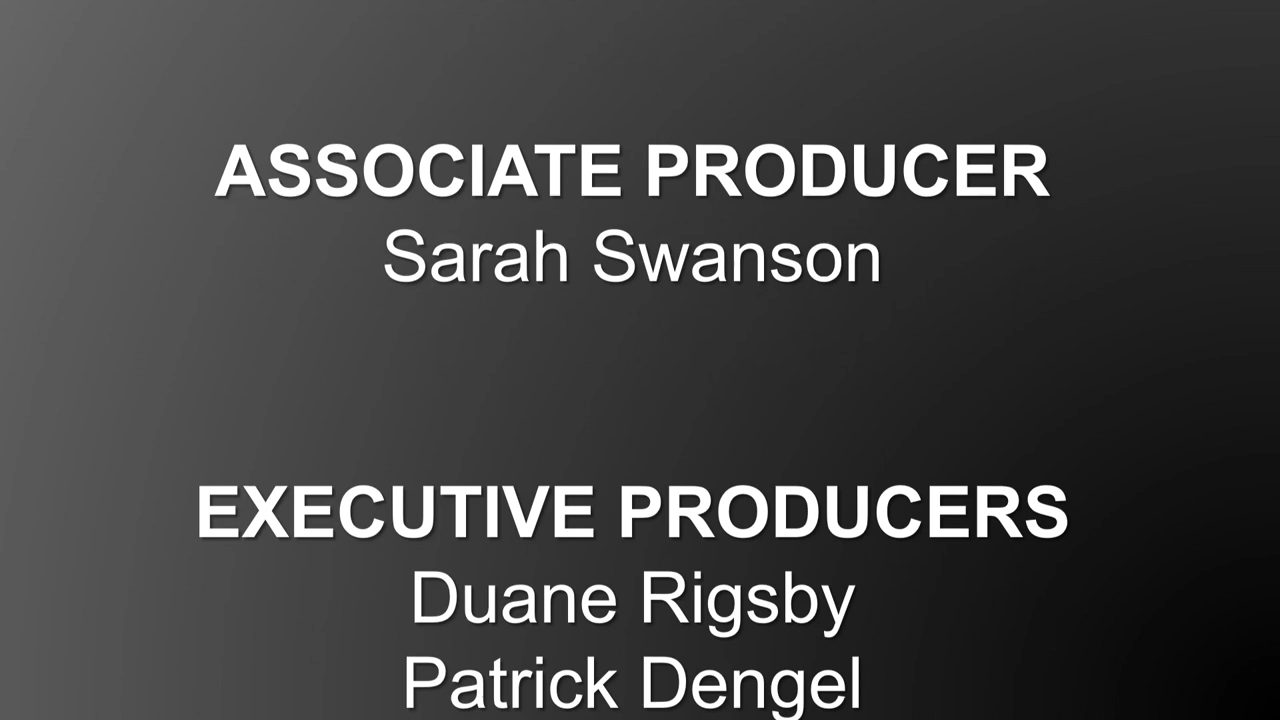 ASSOCIATE PRODUCER
Sarah Swanson
EXECUTIVE PRODUCERS
Duane Rigsby
Patrick Dengel